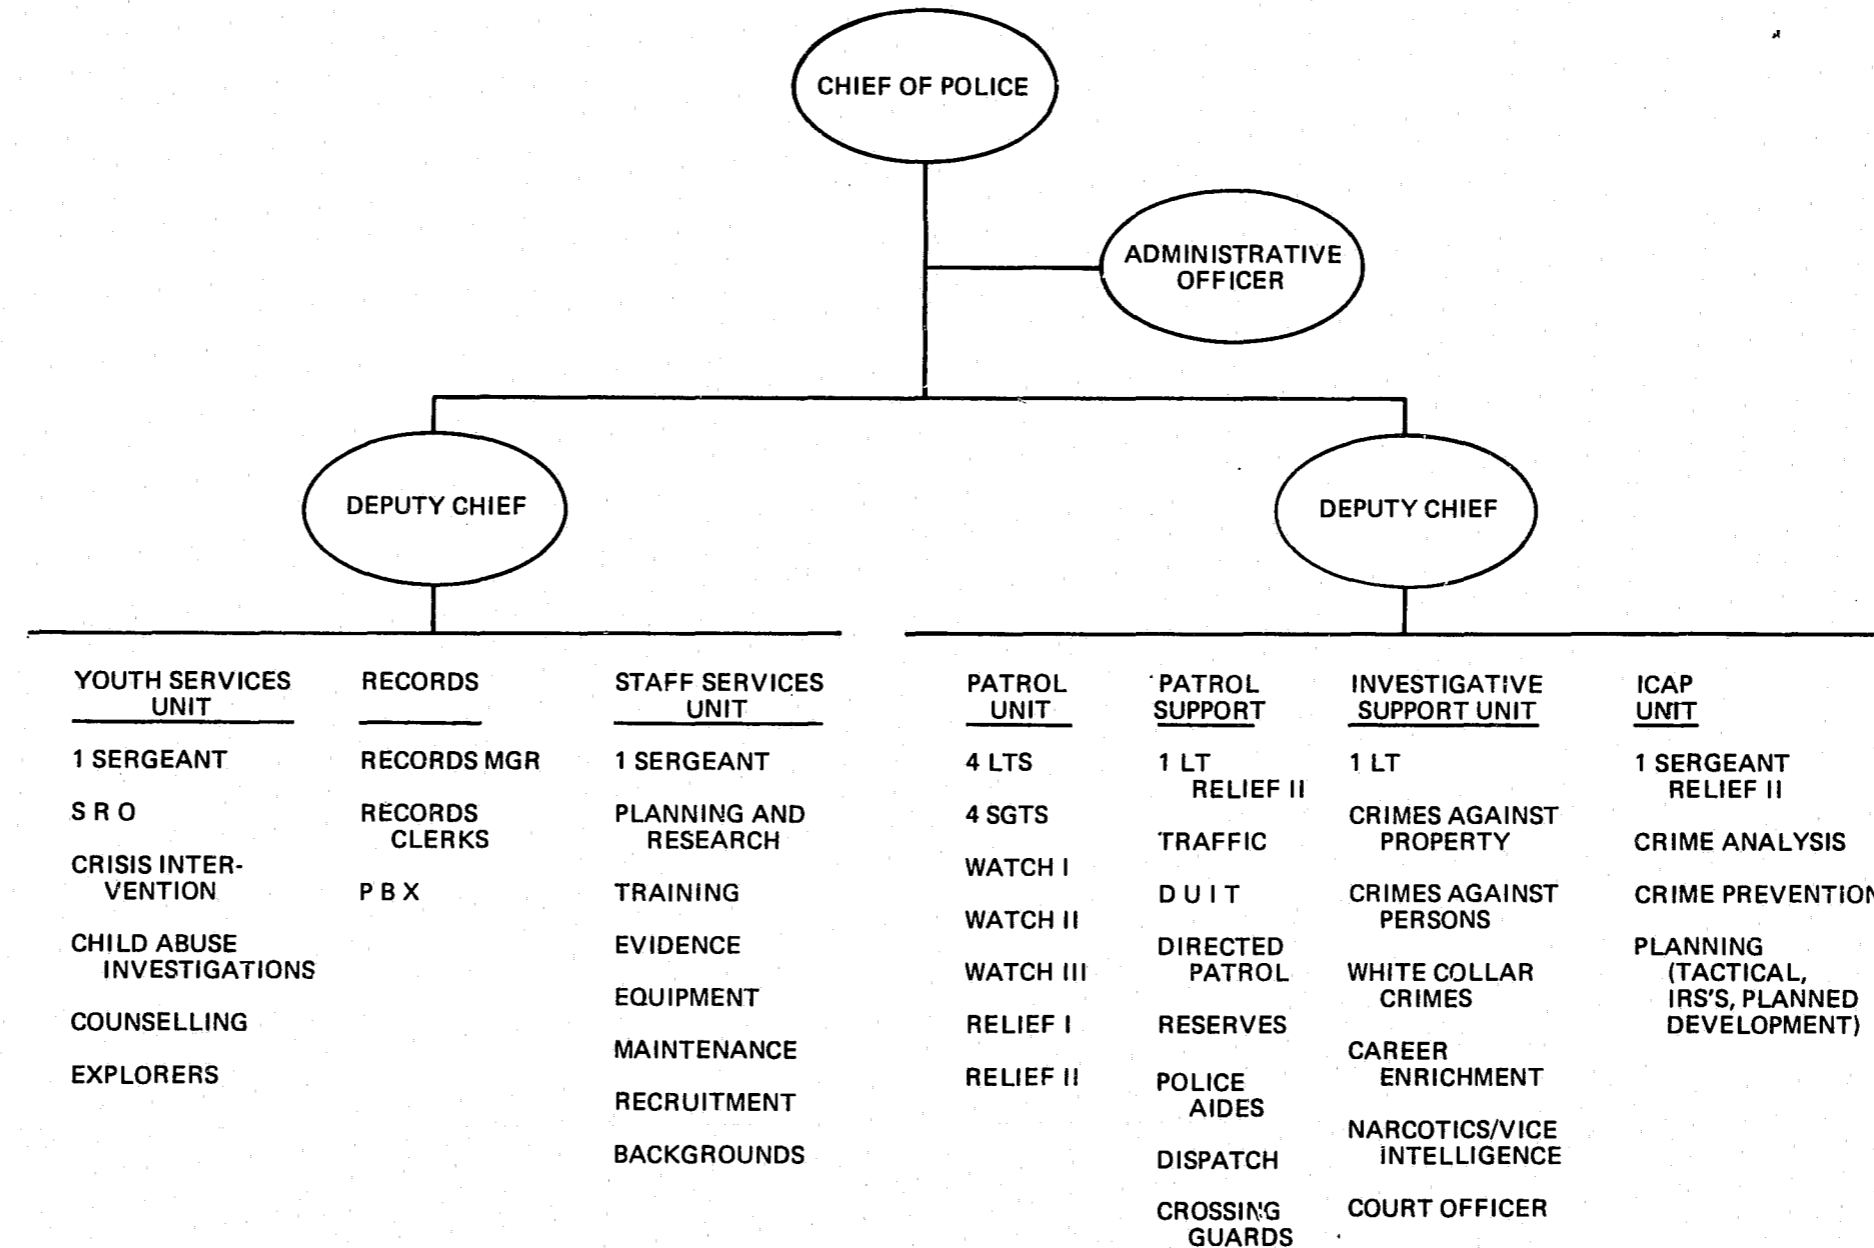 CHIEF OF POLICE
ADMINISTRATIVE
OFFICER
DEPUTY CHIEF
DEPUTY CHIEF
YOUTH SERVICES
UNIT
1 SERGEANT
S R O
CRISIS INTER-
VENTION
CHILD ABUSE
INVESTIGATIONS
COUNSELLING
EXPLORERS
RECORDS
RECORDS MGR
RECORDS
CLERKS
P B X
STAFF SERVICES
UNIT
1 SERGEANT
PLANNING AND
RESEARCH
TRAINING
EVIDENCE
EQUIPMENT
MAINTENANCE
RECRUITMENT
BACKGROUNDS
PATROL
UNIT
4 LTS
4 SGTS
WATCH I
WATCH II
WATCH III
RELIEF I
RELIEF II
PATROL
SUPPORT
1 LT
RELIEF II
TRAFFIC
D U I T
DIRECTED
PATROL
RESERVES
POLICE
AIDES
DISPATCH
CROSSING
GUARDS
INVESTIGATIVE
SUPPORT UNIT
1 LT
CRIMES AGAINST
PROPERTY
CRIMES AGAINST
PERSONS
WHITE COLLAR
CRIMES
CAREER
ENRICHMENT
NARCOTICS/VICE
INTELLIGENCE
COURT OFFICER
ICAP
UNIT
1 SERGEANT
RELIEF II
CRIME ANALYSIS
CRIME PREVENTION
PLANNING
(TACTICAL,
IRS'S, PLANNED
DEVELOPMENT)